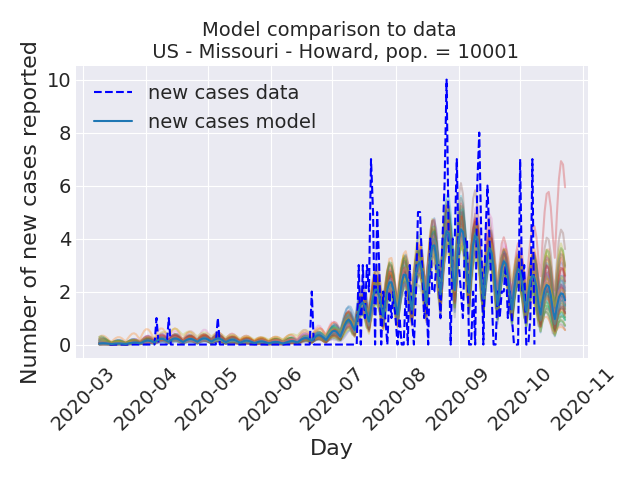 Model comparison to data
US - Missouri - Howard, pop. = 10001
Number of new cases reported
10
8
6
4
2
0
new cases data
new cases model
2020-03
2020-04
2020-05
2020-06
2020-07
2020-08
2020-09
2020-10
2020-11
Day